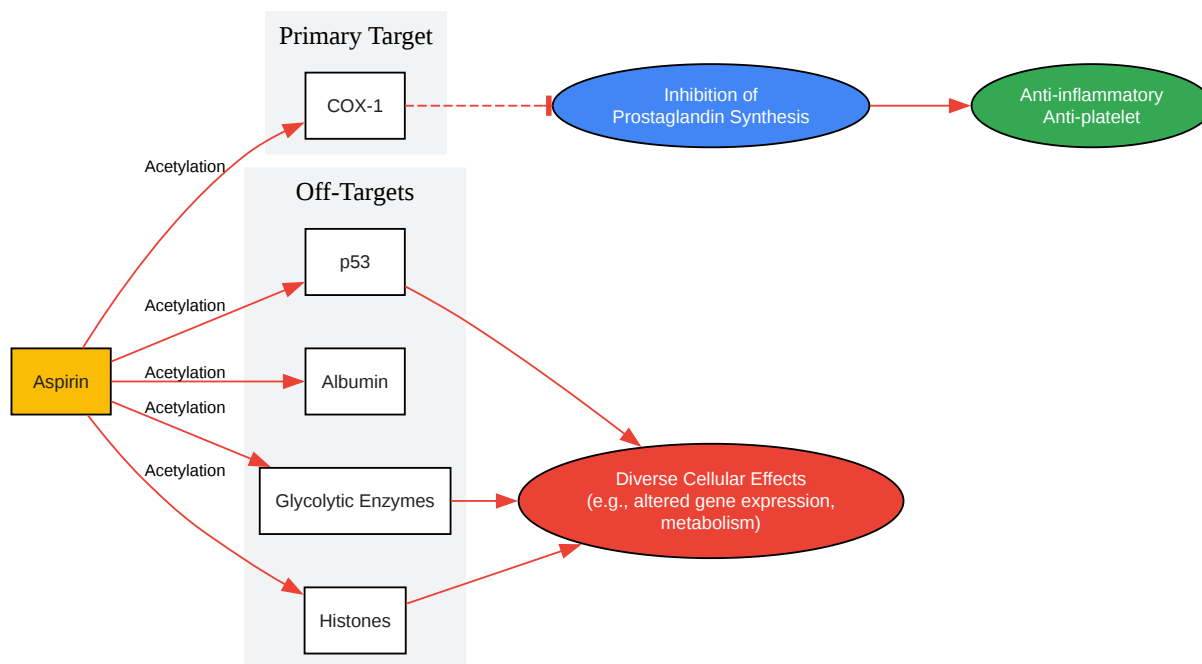 Primary Target
COX-1
Inhibition of
Prostaglandin Synthesis
Anti-inflammatory
Anti-platelet
Acetylation
Off-Targets
p53
Acetylation
Aspirin
Acetylation
Albumin
Acetylation
Acetylation
Glycolytic Enzymes
Diverse Cellular Effects
(e.g., altered gene expression,
metabolism)
Histones